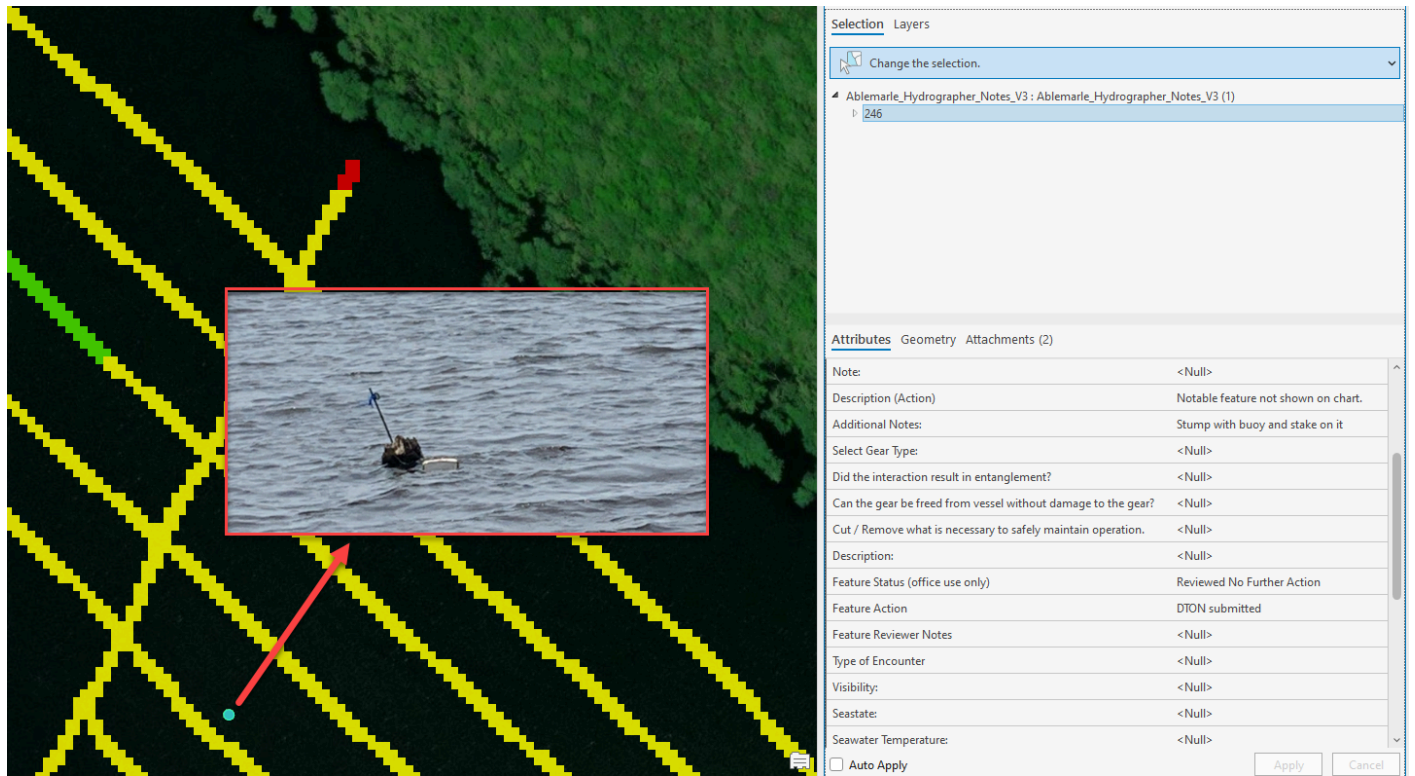 Selection Layers
Change the selection.
Ablemarle_Hydrographer_Notes_V3 : Ablemarle_Hydrographer_Notes_V3 (1)
246
Attributes Geometry Attachments (2)
Note: <Null>
Description (Action) Notable feature not shown on chart.
Additional Notes: Stump with buoy and stake on it
Select Gear Type: <Null>
Did the interaction result in entanglement? <Null>
Can the gear be freed from vessel without damage to the gear? <Null>
Cut / Remove what is necessary to safely maintain operation. <Null>
Description: <Null>
Feature Status (office use only) Reviewed No Further Action
Feature Action DTON submitted
Feature Reviewer Notes <Null>
Type of Encounter <Null>
Visibility: <Null>
Seastate: <Null>
Seawater Temperature: <Null>
Auto Apply Apply Cancel